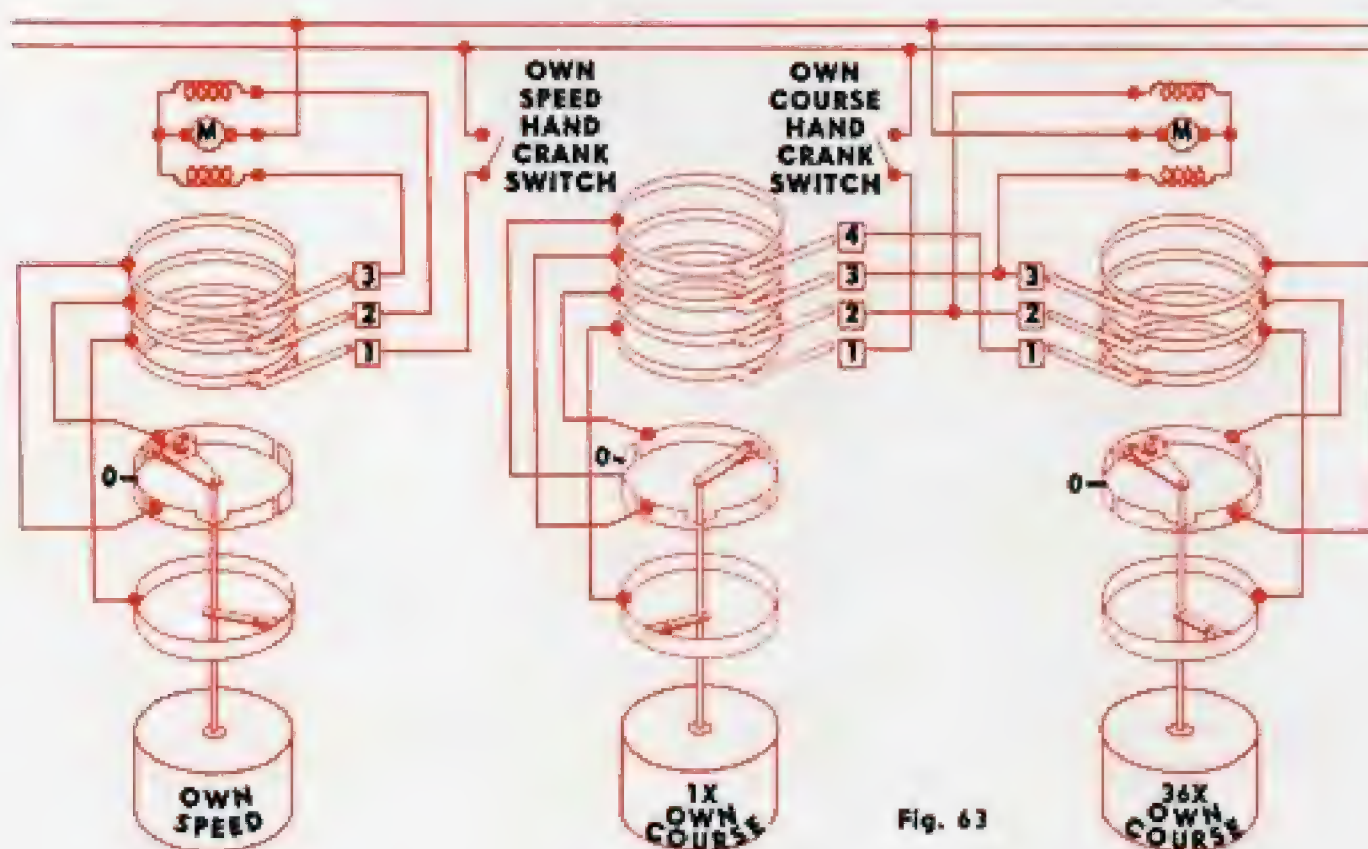 OWN
SPEED
HAND
CRANK
SWITCH
OWN
COURSE
HAND
CRANK
SWITCH
M
M
3
2
1
4
3
2
1
3
2
1
0
0
0
OWN
SPEED
1X
OWN
COURSE
36X
OWN
COURSE
Fig. 63